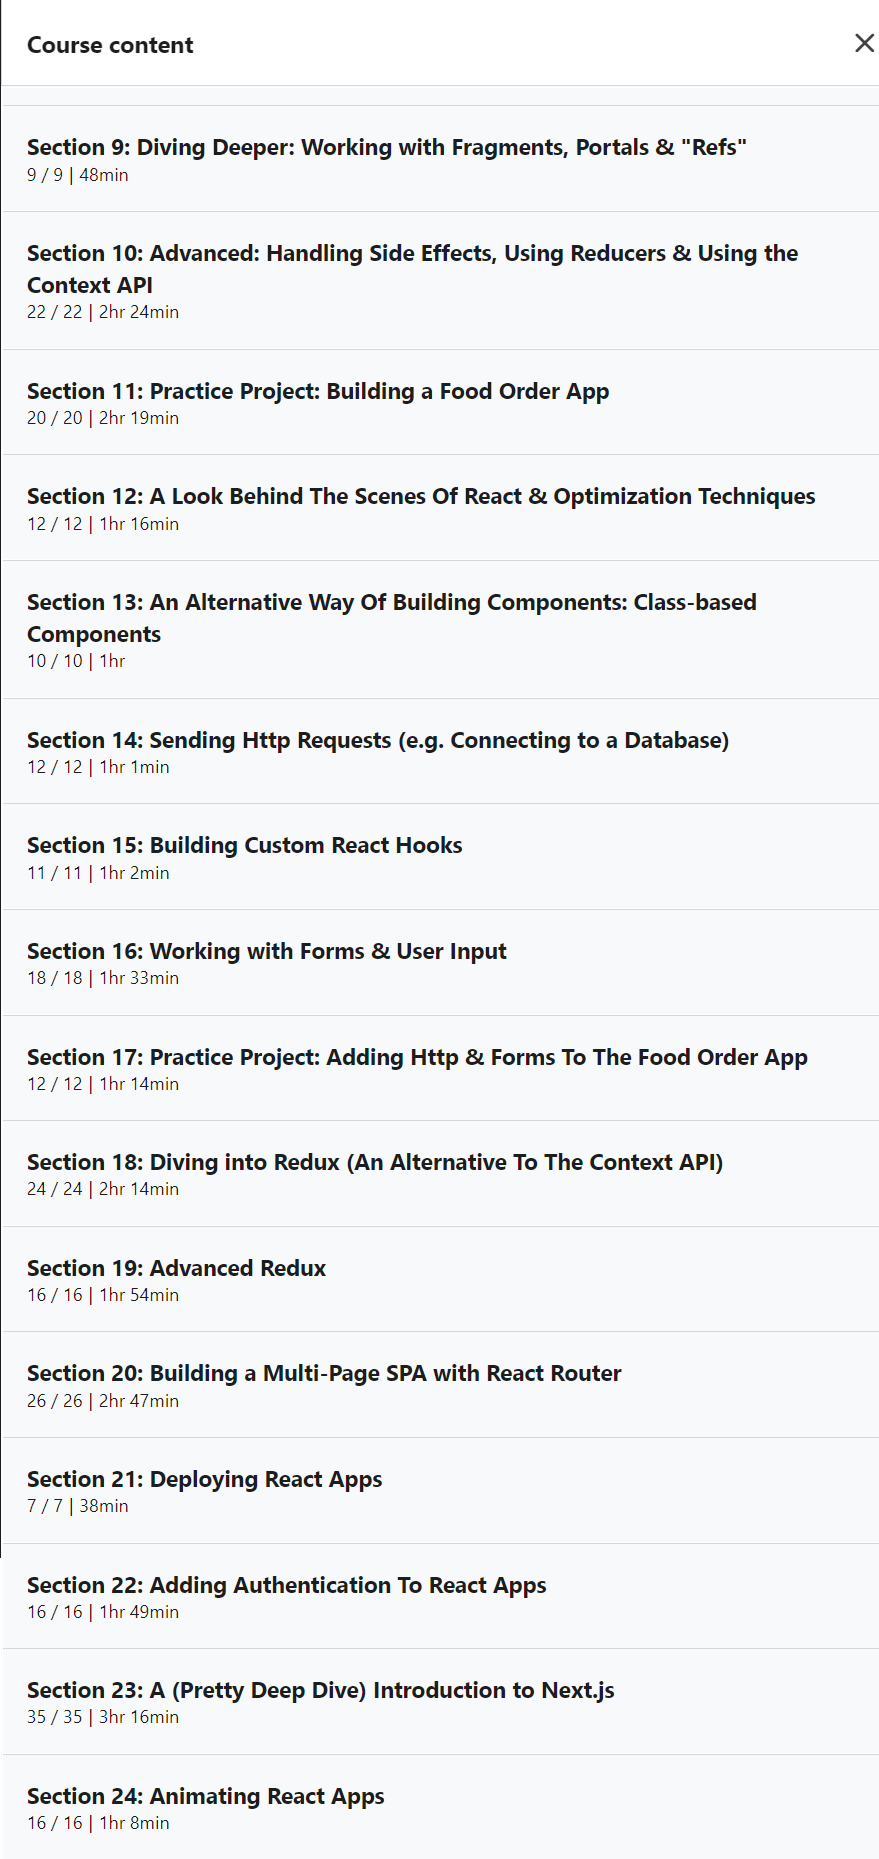 Course content
Section 9: Diving Deeper: Working with Fragments, Portals & "Refs"
9 / 9 | 48min
Section 10: Advanced: Handling Side Effects, Using Reducers & Using the
Context API
22 / 22 | 2hr 24min
Section 11: Practice Project: Building a Food Order App
20 / 20 | 2hr 19min
Section 12: A Look Behind The Scenes Of React & Optimization Techniques
12 / 12 | 1hr 16min
Section 13: An Alternative Way Of Building Components: Class-based
Components
10 / 10 | 1hr
Section 14: Sending Http Requests (e.g. Connecting to a Database)
12 / 12 | 1hr 1min
Section 15: Building Custom React Hooks
11 / 11 | 1hr 2min
Section 16: Working with Forms & User Input
18 / 18 | 1hr 33min
Section 17: Practice Project: Adding Http & Forms To The Food Order App
12 / 12 | 1hr 14min
Section 18: Diving into Redux (An Alternative To The Context API)
24 / 24 | 2hr 14min
Section 19: Advanced Redux
16 / 16 | 1hr 54min
Section 20: Building a Multi-Page SPA with React Router
26 / 26 | 2hr 47min
Section 21: Deploying React Apps
7 / 7 | 38min
Section 22: Adding Authentication To React Apps
16 / 16 | 1hr 49min
Section 23: A (Pretty Deep Dive) Introduction to Next.js
35 / 35 | 3hr 16min
Section 24: Animating React Apps
16 / 16 | 1hr 8min